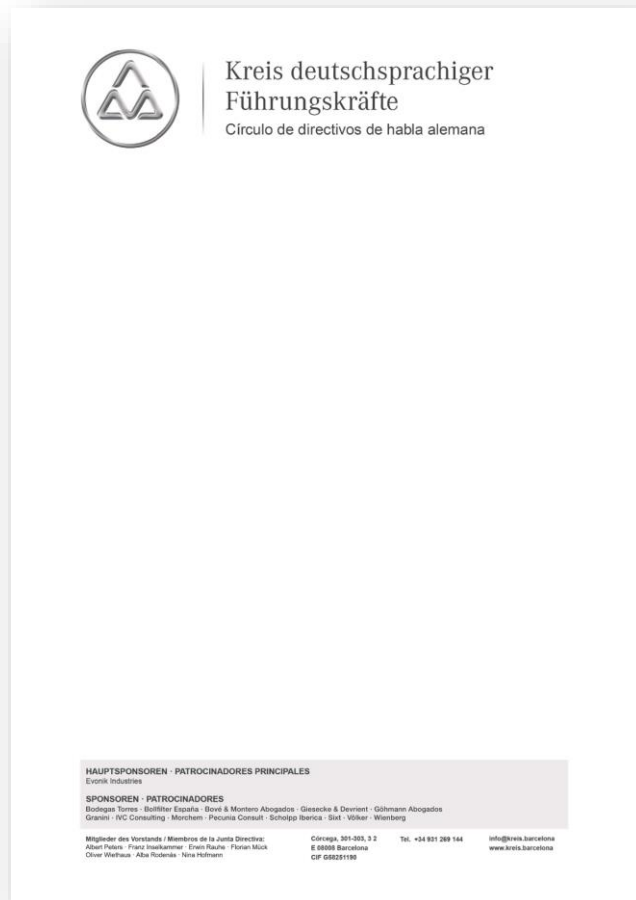 Kreis deutschsprachiger
Führungskräfte
Círculo de directivos de habla alemana
HAUPTSPONSOREN · PATROCINADORES PRINCIPALES
Evonik Industries
SPONSOREN · PATROCINADORES
Bodegas Torres · Bollfilter España · Bové & Montero Abogados · Giesecke & Devrient · Göhmann Abogados
Granini · IVC Consulting · Morchem · Pecunia Consult · Scholpp Iberica · Sixt · Völker · Wienberg
Mitglieder des Vorstands / Miembros de la Junta Directiva:
Albert Peters · Franz Inselkammer · Erwin Rauhe · Florian Mück
Oliver Wiethaus · Alba Rodenás · Nina Hofmann
Córcega, 301-303, 3 2
E 08008 Barcelona
CIF G58251190
Tel. +34 931 269 144
info@kreis.barcelona
www.kreis.barcelona